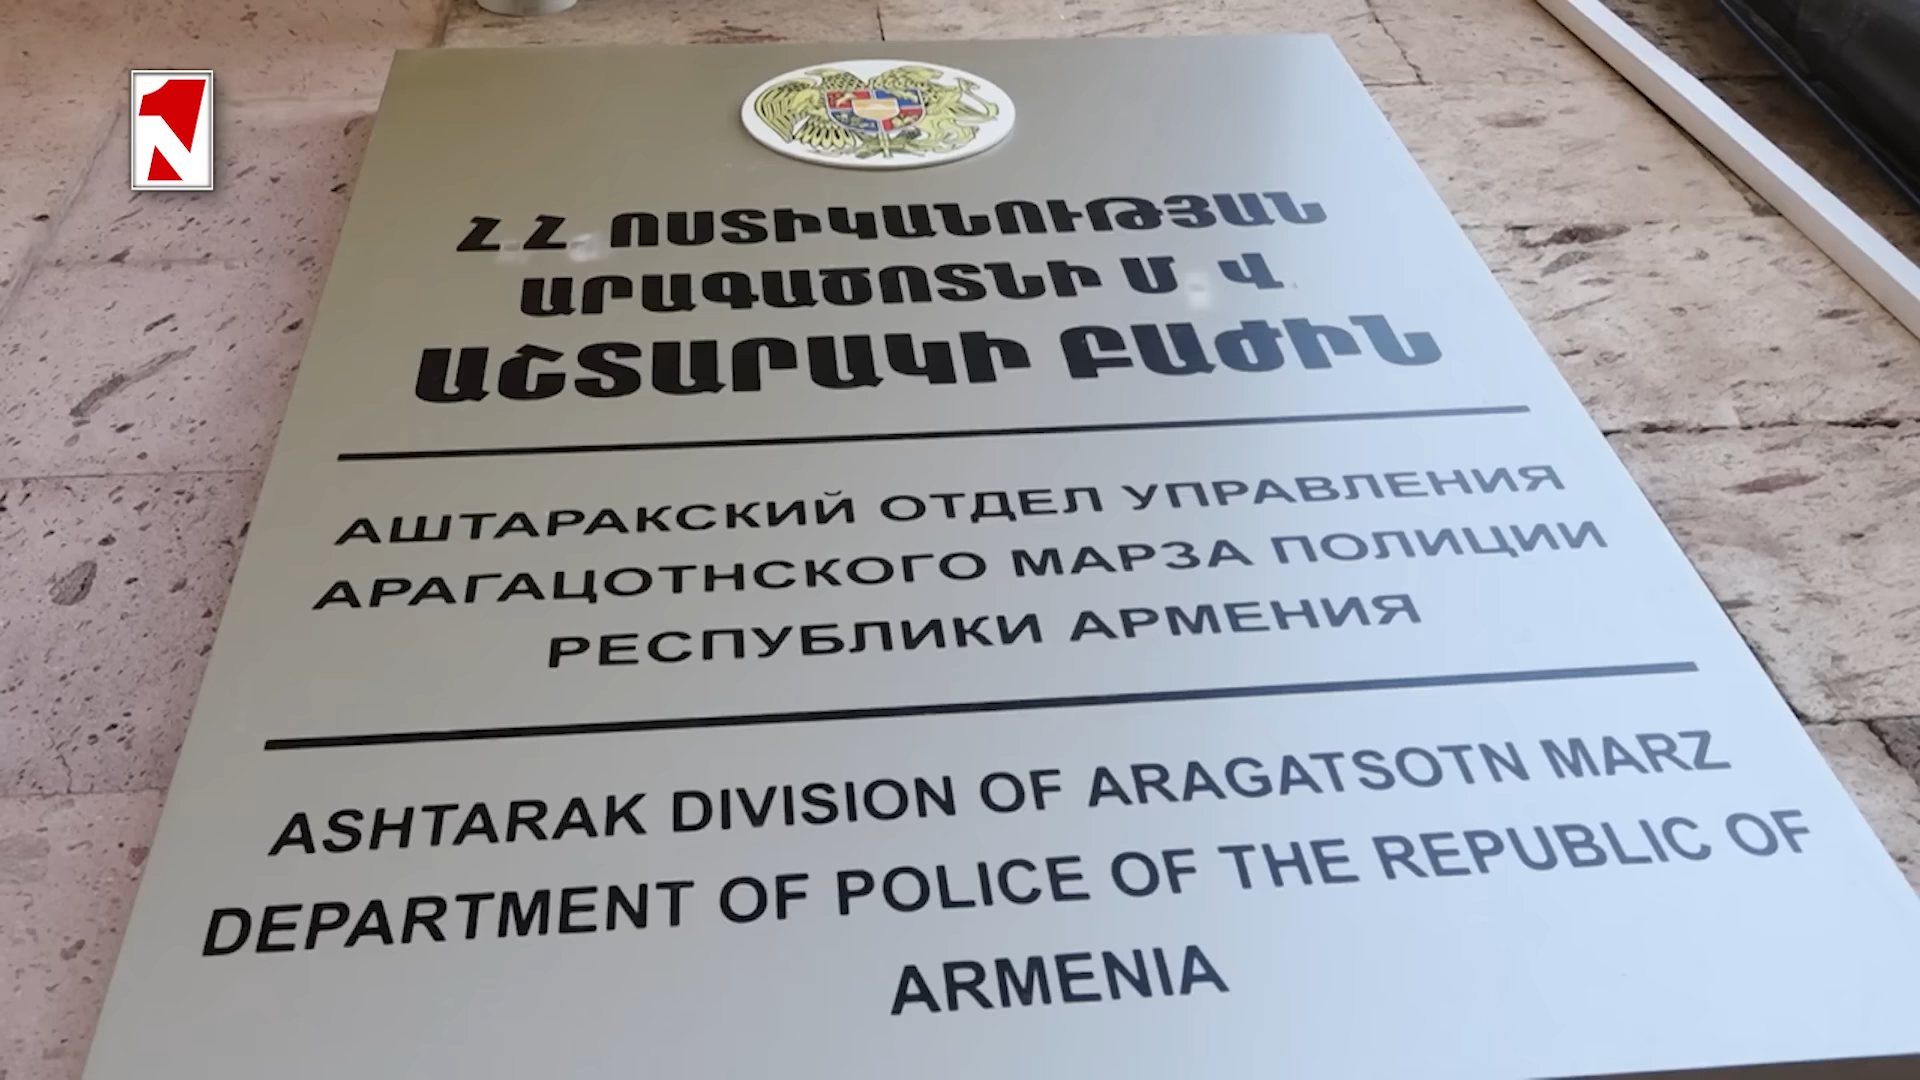 1N
Հ Հ ՈՍՏԻԿԱՆՈՒԹՅԱՆ
ԱՐԱԳԱԾՈՏՆԻ Մ Վ
ԱՇՏԱՐԱԿԻ ԲԱԺԻՆ
АШТАРАКСКИЙ ОТДЕЛ УПРАВЛЕНИЯ
АРАГАЦОТНСКОГО МАРЗА ПОЛИЦИИ
РЕСПУБЛИКИ АРМЕНИЯ
ASHTARAK DIVISION OF ARAGATSOTN MARZ
DEPARTMENT OF POLICE OF THE REPUBLIC OF
ARMENIA